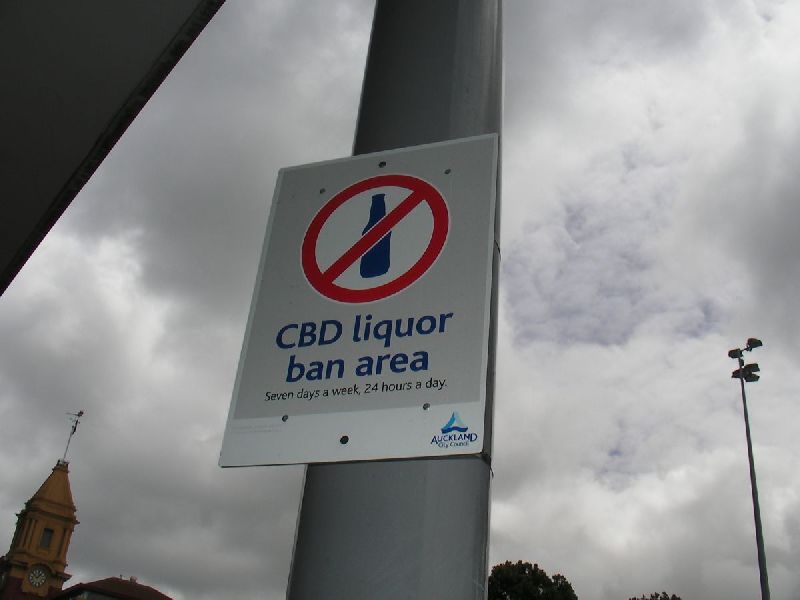 CBD liquor
ban area
Seven days a week, 24 hours a day.
AUCKLAND
City Council